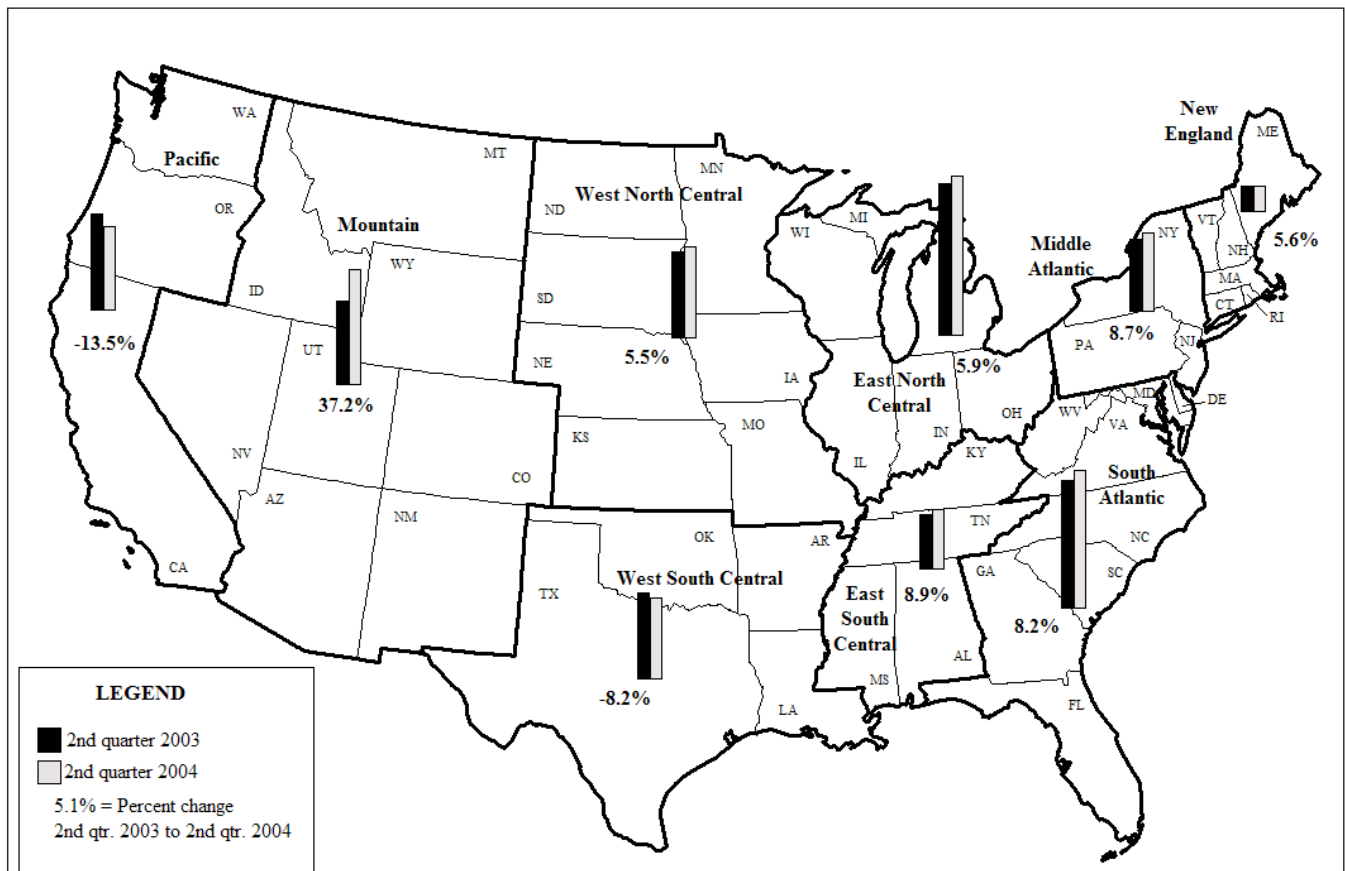 New
England
ME
WA
Pacific
MT
MN
West North Central
ND
OR
Mountain
WI
MI
Middle
Atlantic
NY
VT
NH
5.6%
WY
MA
CT
RI
ID
SD
-13.5%
UT
NE
5.5%
IA
5.9%
8.7%
PA
NJ
East North
Central
37.2%
MD
DE
WV
VA
OH
IN
MO
KS
KY
NV
IL
CO
South
Atlantic
AZ
NM
TN
OK
AR
NC
CA
West South Central
TX
GA
SC
East
South
Central
8.9%
8.2%
AL
MS
-8.2%
LA
FL
LEGEND
2nd quarter 2003
2nd quarter 2004
5.1% = Percent change
2nd qtr. 2003 to 2nd qtr. 2004